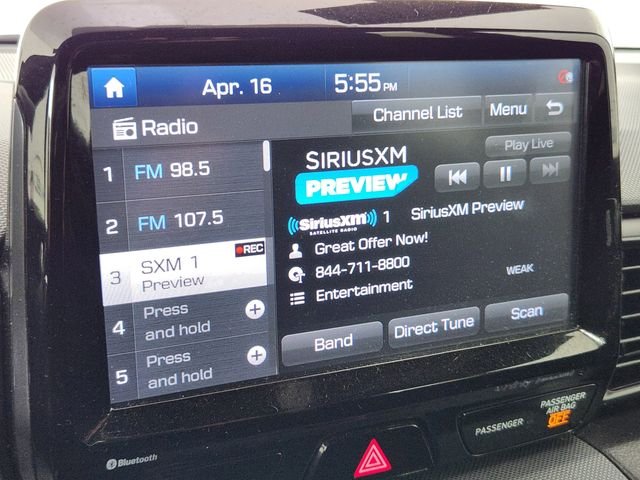 Apr. 16 5:55 PM
Radio Channel List Menu
Play Live
1 FM 98.5
2 FM 107.5
3 SXM 1 REC
Preview
4 Press
and hold
5 Press
and hold
SIRIUSXM
PREVIEW
SiriusXM 1 SiriusXM Preview
SATELLITE RADIO
Great Offer Now!
844-711-8800
Entertainment WEAK
Band Direct Tune Scan
Bluetooth
PASSENGER
PASSENGER
AIR BAG
OFF